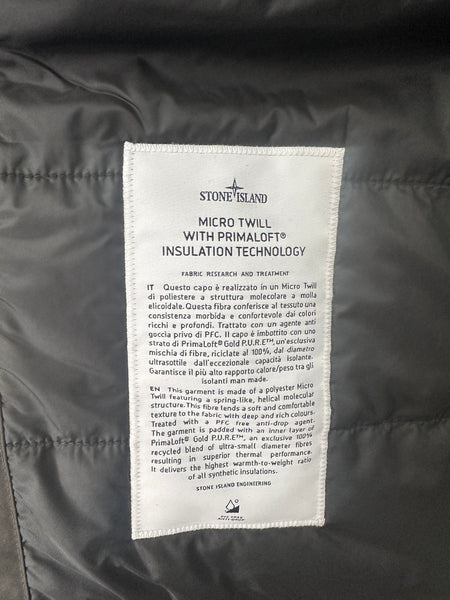 STONE ISLAND
MICRO TWILL
WITH PRIMALOFT®
INSULATION TECHNOLOGY
FABRIC RESEARCH AND TREATMENT
IT Questo capo è realizzato in un Micro Twill
di poliestere a struttura molecolare a molla
elicoidale. Questa fibra conferisce al tessuto una
consistenza morbida e confortevole dai colori
ricchi e profondi. Trattato con un agente anti
goccia privo di PFC. Il capo è imbottito con uno
strato di PrimaLoft® Gold P.U.R.E™, un'esclusiva
mischia di fibre, riciclate al 100%, dal diametro
ultrasottile dall'eccezionale capacità isolante.
Garantisce il più alto rapporto calore/peso tra gli
isolanti man made.
EN This garment is made of a polyester Micro
Twill featuring a spring-like, helical molecular
structure. This fibre lends a soft and comfortable
texture to the fabric with deep and rich colours.
Treated with a PFC free anti-drop agent.
The garment is padded with an inner layer of
PrimaLoft® Gold P.U.R.E™, an exclusive 100%
recycled blend of ultra-small diameter fibres
resulting in superior thermal performance.
It delivers the highest warmth-to-weight ratio
of all synthetic insulations.
STONE ISLAND ENGINEERING